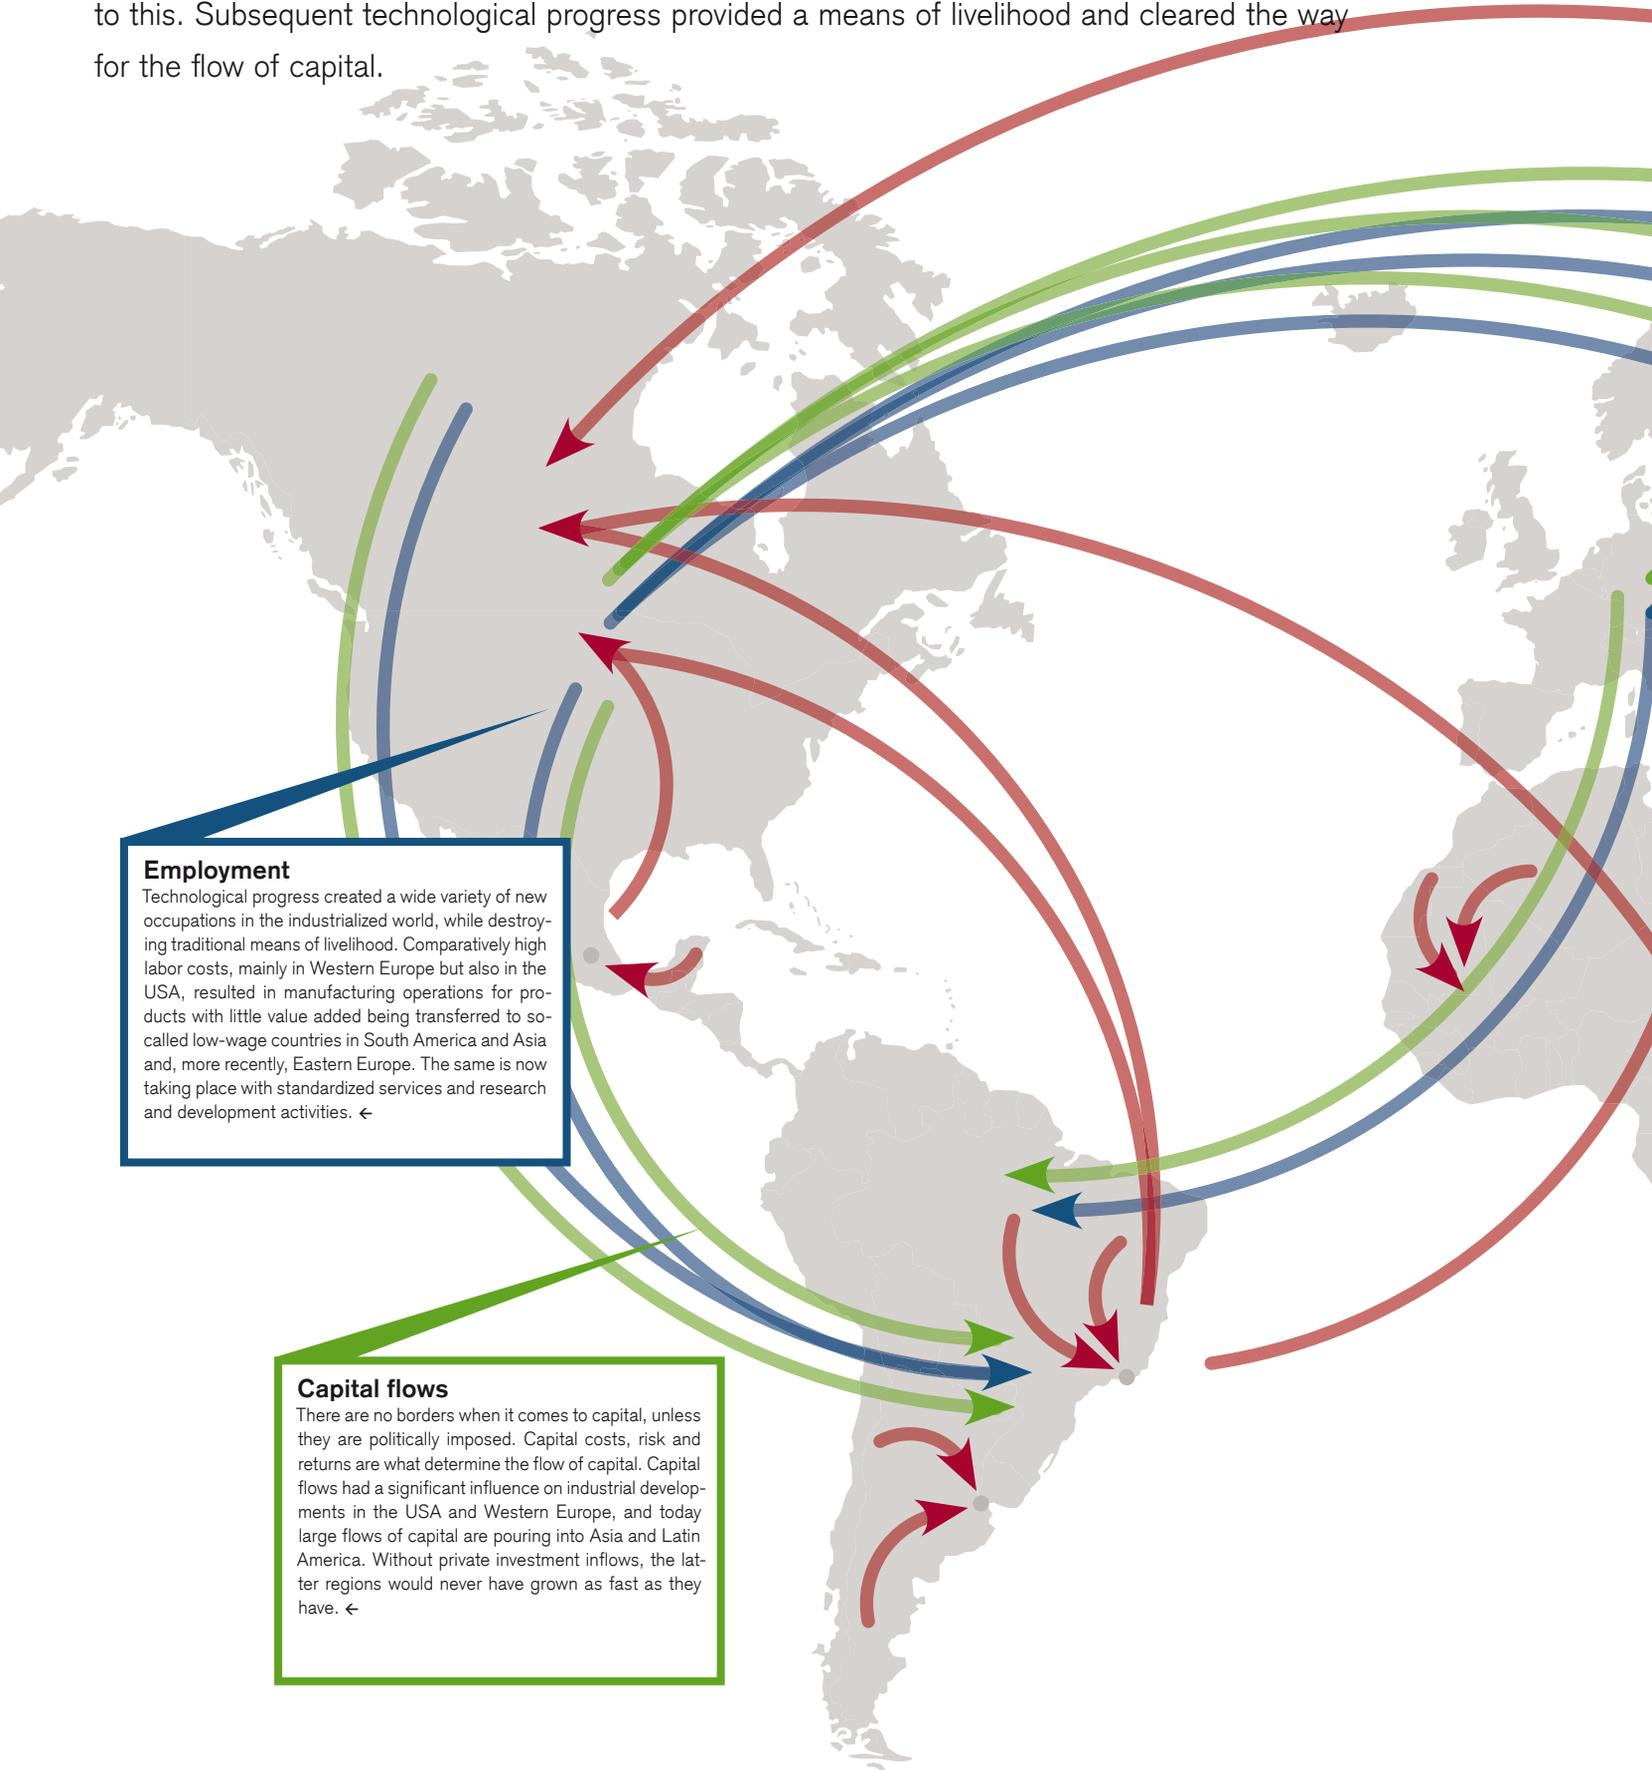 to this. Subsequent technological progress provided a means of livelihood and cleared the way
for the flow of capital.
Employment
Technological progress created a wide variety of new
occupations in the industrialized world, while destroy-
ing traditional means of livelihood. Comparatively high
labor costs, mainly in Western Europe but also in the
USA, resulted in manufacturing operations for pro-
ducts with little value added being transferred to so-
called low-wage countries in South America and Asia
and, more recently, Eastern Europe. The same is now
taking place with standardized services and research
and development activities. ←
Capital flows
There are no borders when it comes to capital, unless
they are politically imposed. Capital costs, risk and
returns are what determine the flow of capital. Capital
flows had a significant influence on industrial develop-
ments in the USA and Western Europe, and today
large flows of capital are pouring into Asia and Latin
America. Without private investment inflows, the lat-
ter regions would never have grown as fast as they
have. ←